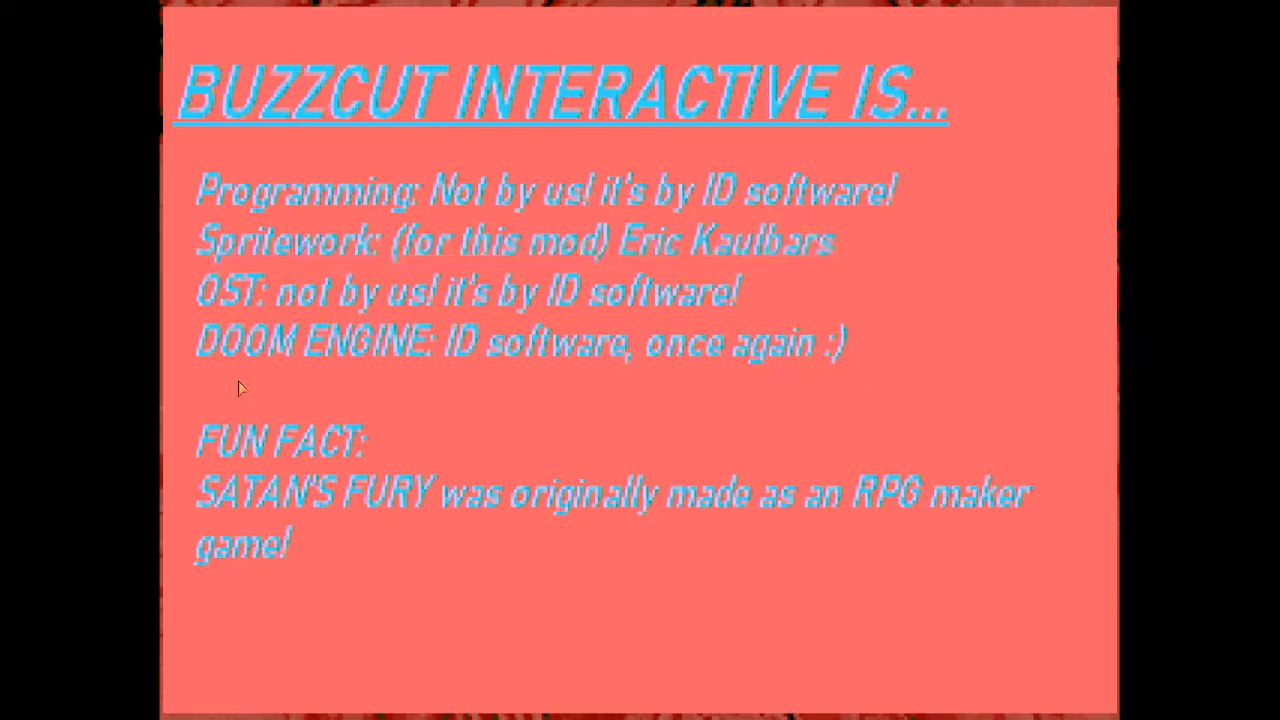 BUZZCUT INTERACTIVE IS...
Programming: Not by us! it's by ID software!
Spritework: (for this mod) Eric Kaulbars
OST: not by us! it's by ID software!
DOOM ENGINE: ID software, once again :)
FUN FACT:
SATAN'S FURY was originally made as an RPG maker
game!